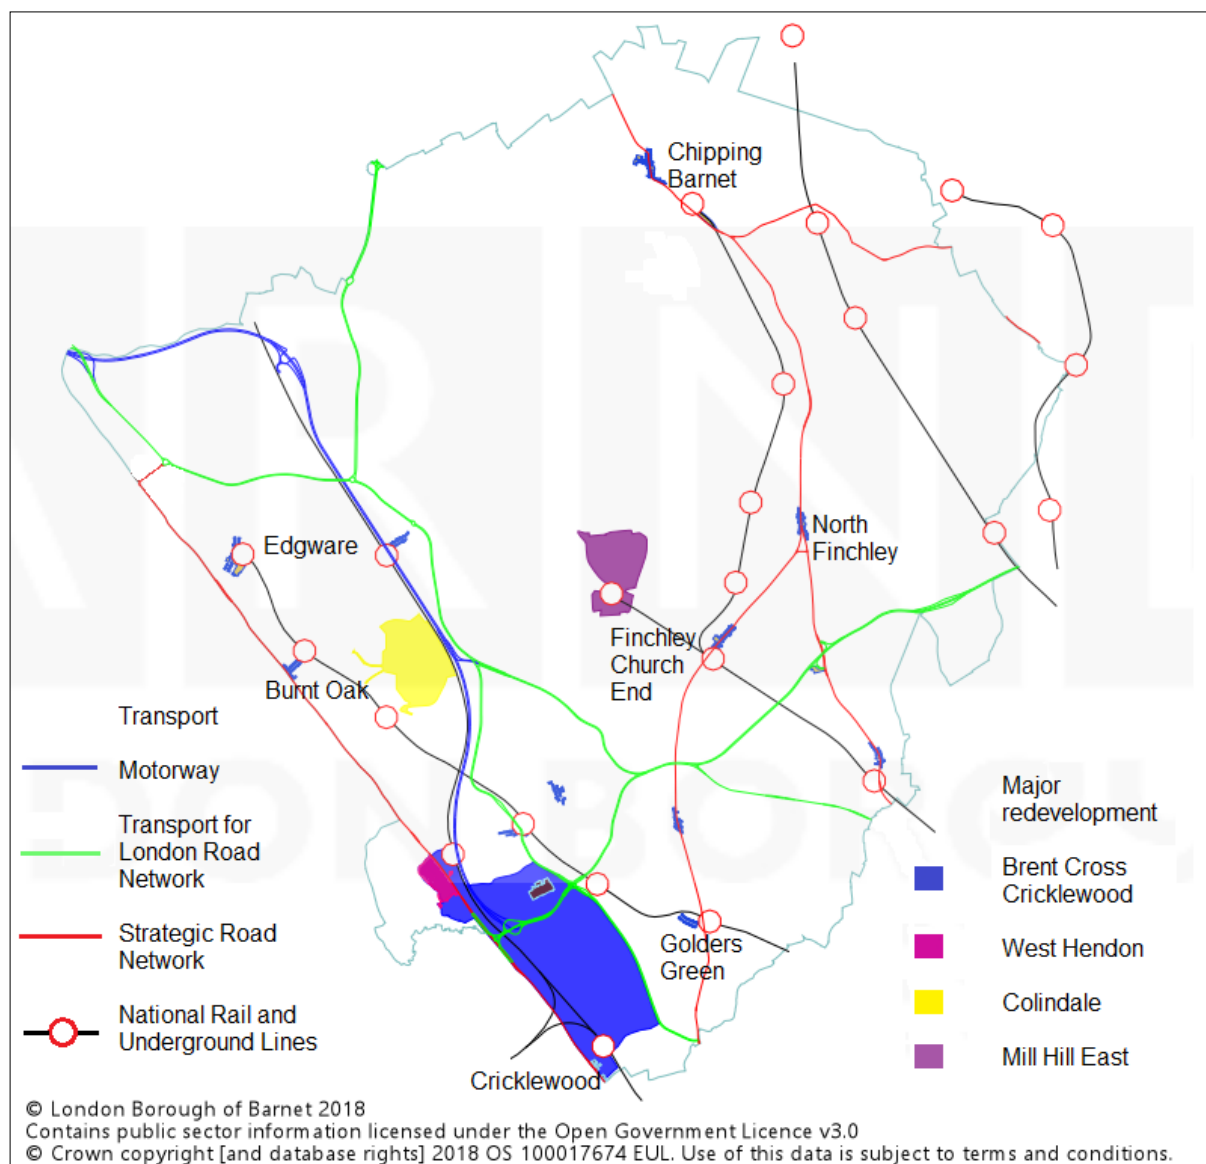 Chipping
Barnet
North
Finchley
Edgware
Finchley
Church
End
Burnt Oak
Golders
Green
Cricklewood
Transport
Motorway
Transport for
London Road
Network
Strategic Road
Network
National Rail and
Underground Lines
Major
redevelopment
Brent Cross
Cricklewood
West Hendon
Colindale
Mill Hill East
© London Borough of Barnet 2018
Contains public sector information licensed under the Open Government Licence v3.0
© Crown copyright [and database rights] 2018 OS 100017674 EUL. Use of this data is subject to terms and conditions.